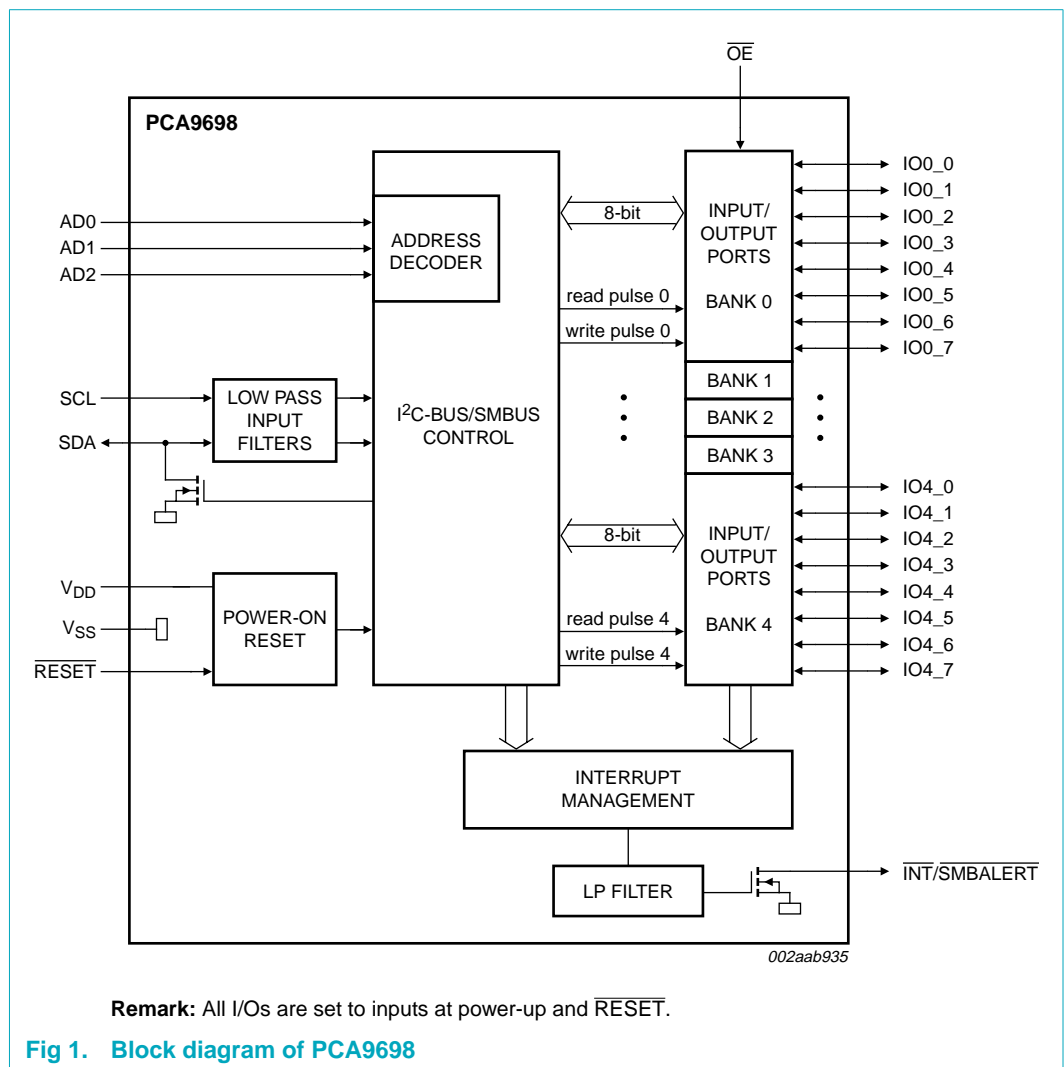 OE
PCA9698
AD0
AD1
AD2
ADDRESS
DECODER
8-bit
INPUT/
OUTPUT
PORTS
BANK 0
read pulse 0
write pulse 0
IO0_0
IO0_1
IO0_2
IO0_3
IO0_4
IO0_5
IO0_6
IO0_7
SCL
SDA
LOW PASS
INPUT
FILTERS
I2C-BUS/SMBUS
CONTROL
BANK 1
BANK 2
BANK 3
8-bit
INPUT/
OUTPUT
PORTS
BANK 4
read pulse 4
write pulse 4
IO4_0
IO4_1
IO4_2
IO4_3
IO4_4
IO4_5
IO4_6
IO4_7
VDD
VSS
RESET
POWER-ON
RESET
INTERRUPT
MANAGEMENT
LP FILTER
INT/SMBALERT
002aab935
Remark: All I/Os are set to inputs at power-up and RESET.
Fig 1. Block diagram of PCA9698